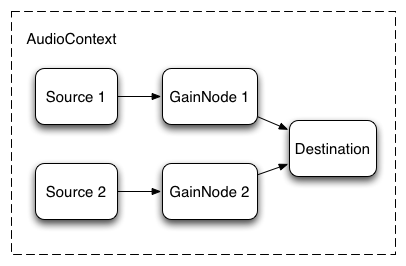 AudioContext
Source 1
GainNode 1
Destination
Source 2
GainNode 2